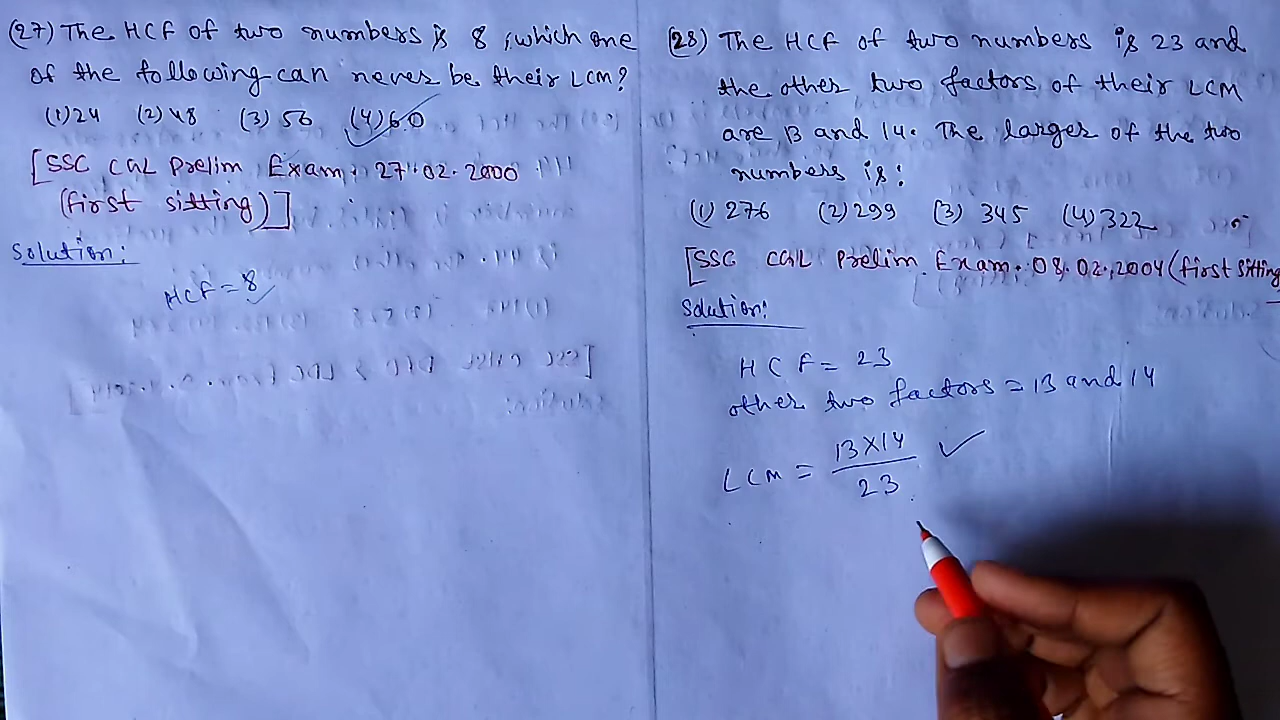 (27) The HCF of two numbers is 8, which one
of the following can never be their LCM?
(1) 24 (2) 48 (3) 56 (4) 60
[SSC CGL Prelim Exam. 27.02.2000
(first sitting)]
Solution:
HCF = 8
(28) The HCF of two numbers is 23 and
the other two factors of their LCM
are 13 and 14. The larger of the two
numbers is:
(1) 276 (2) 299 (3) 345 (4) 322
[SSC CGL Prelim Exam. 08.02.2004 (first sitting
Solution:
HCF = 23
other two factors = 13 and 14
LCM = 13×14 ✓
23